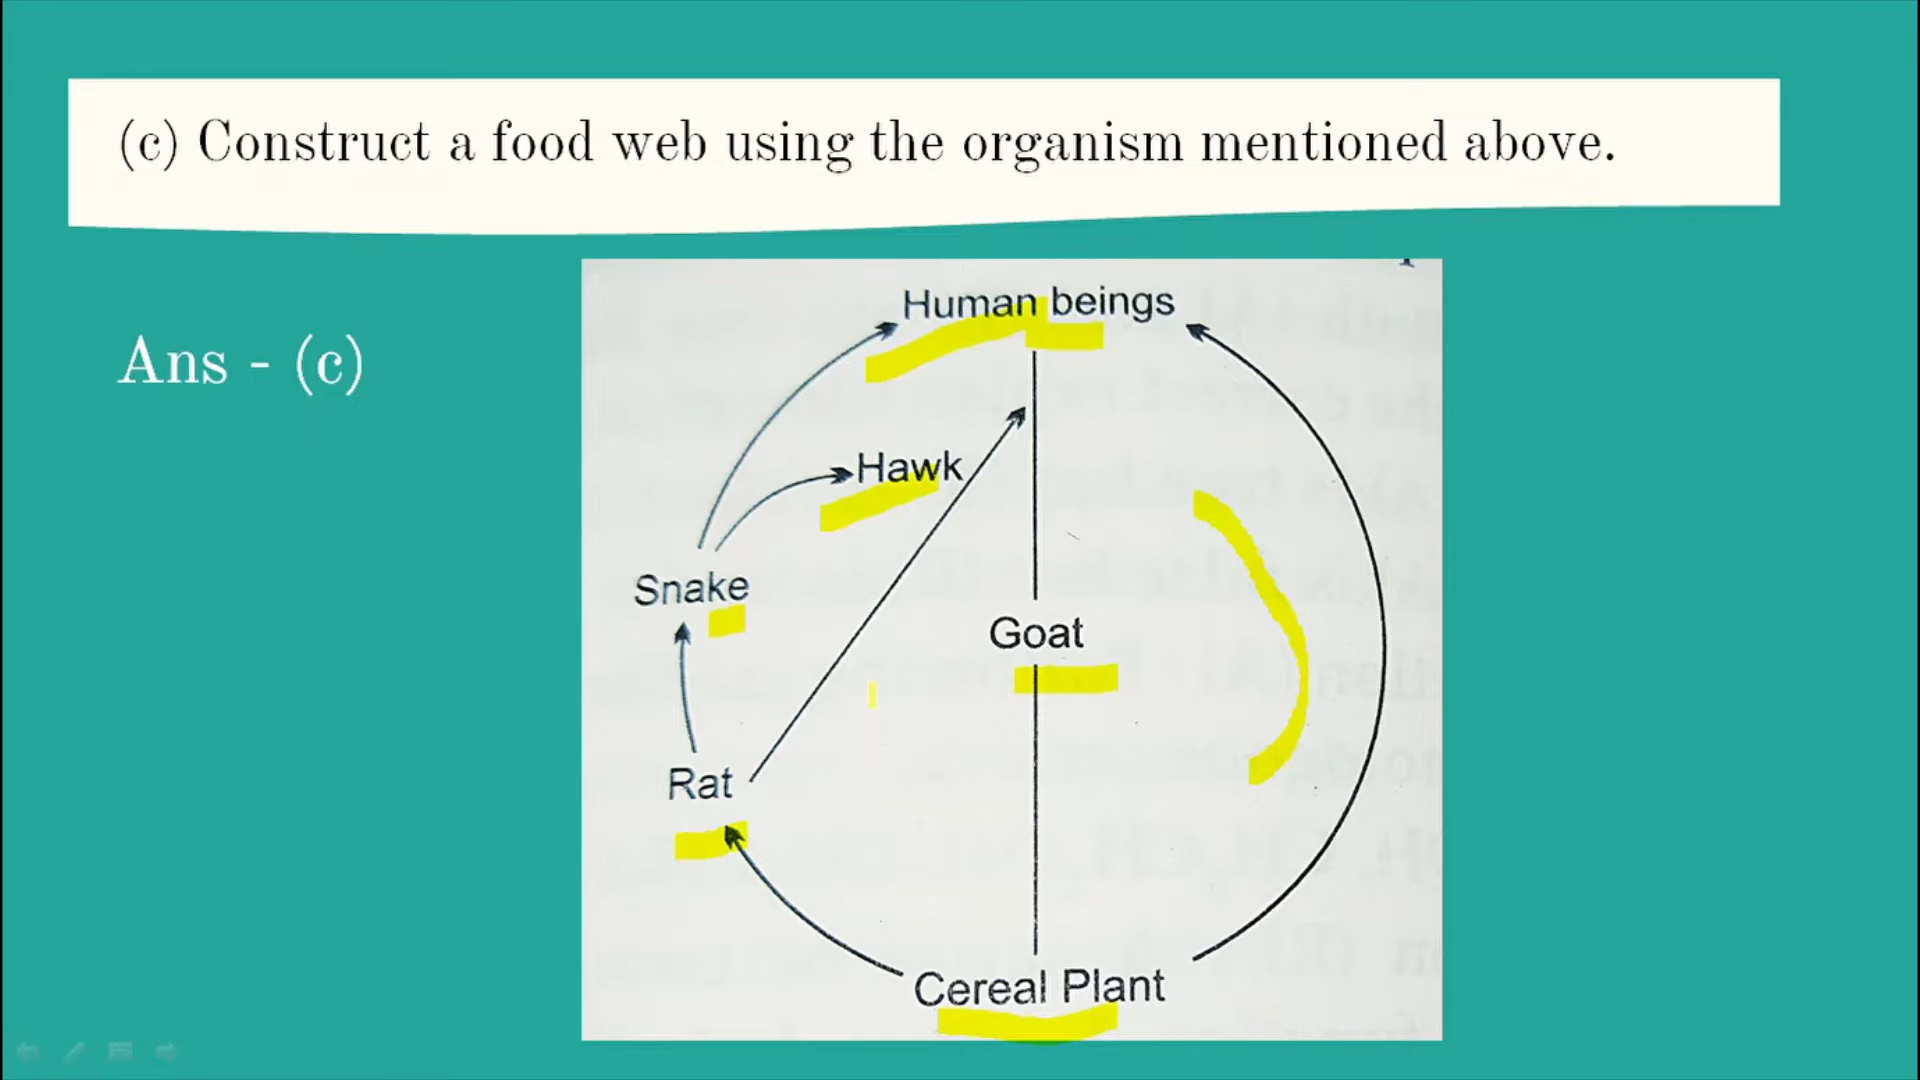 (c) Construct a food web using the organism mentioned above.
Ans - (c)
Human beings
Hawk
Snake
Goat
Rat
Cereal Plant